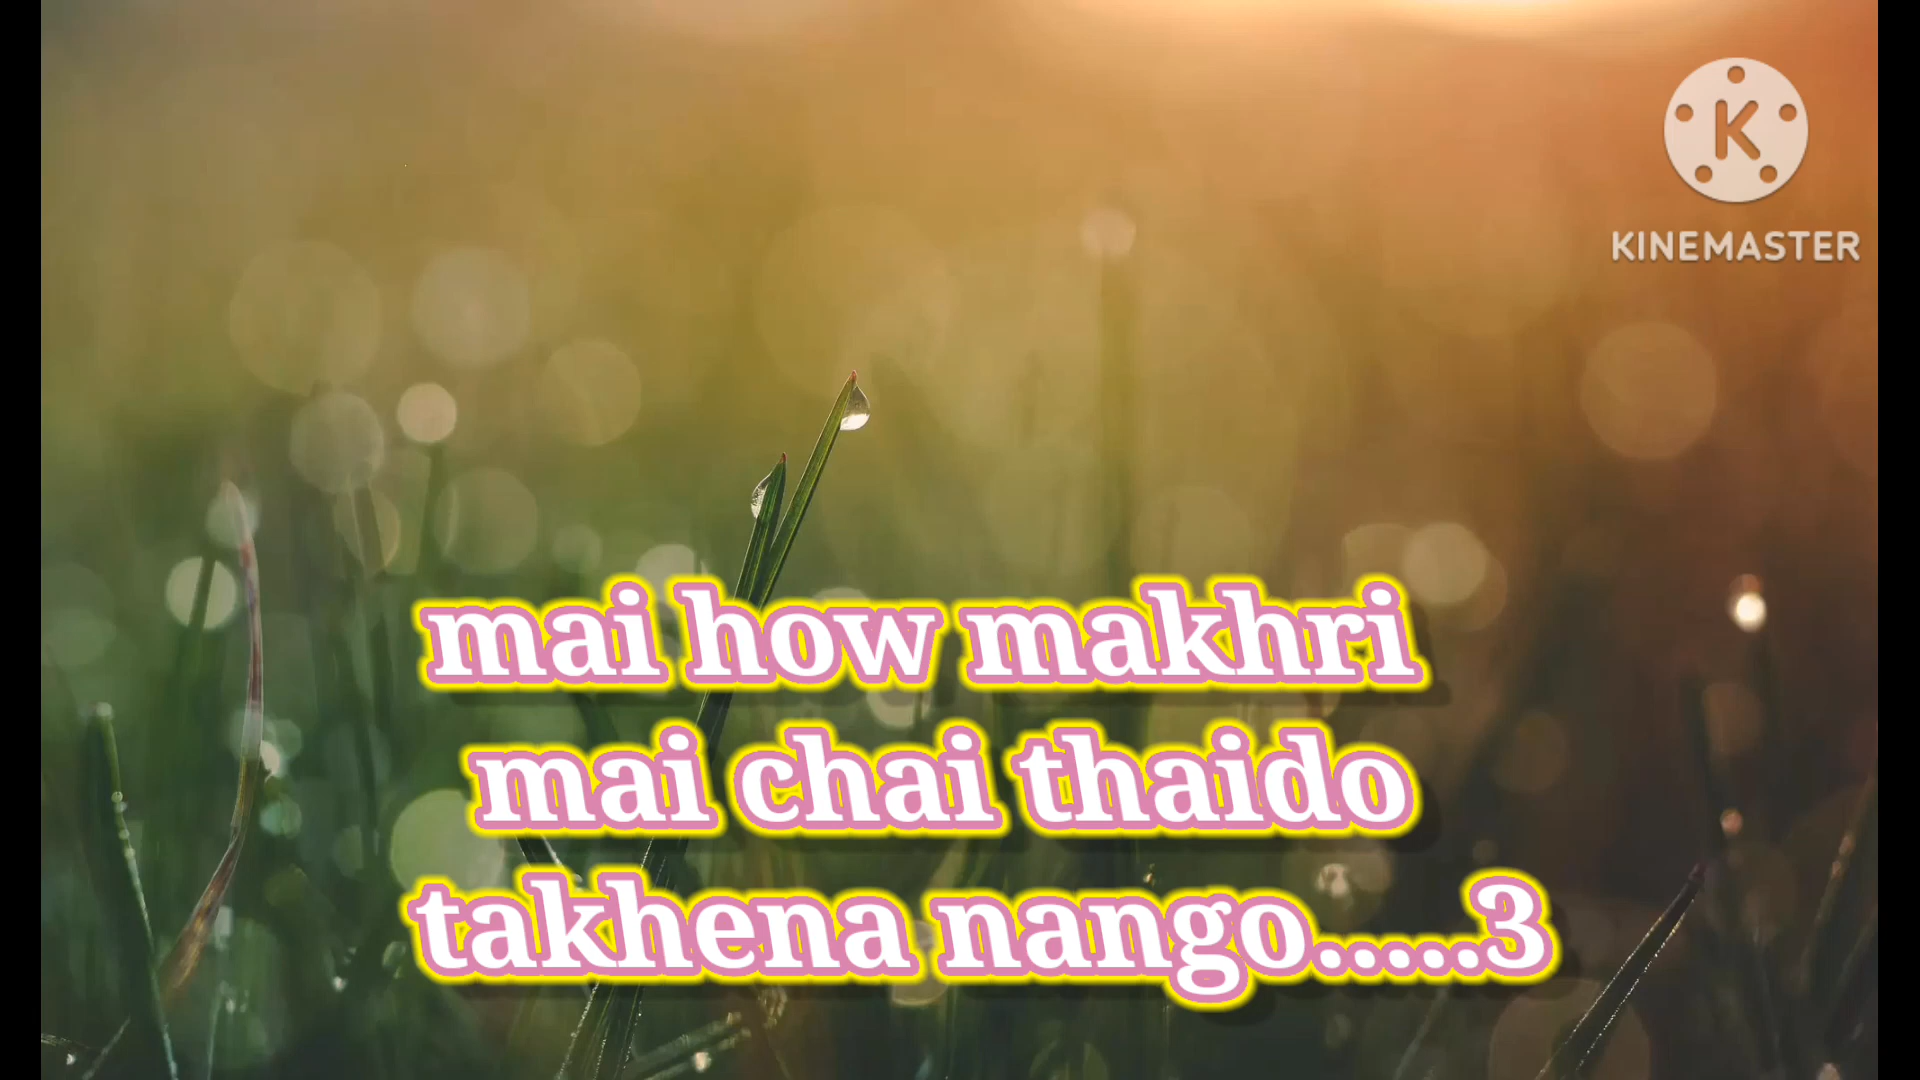 KINEMASTER
mai how makhri
mai chai thaido
takhena nango.....3